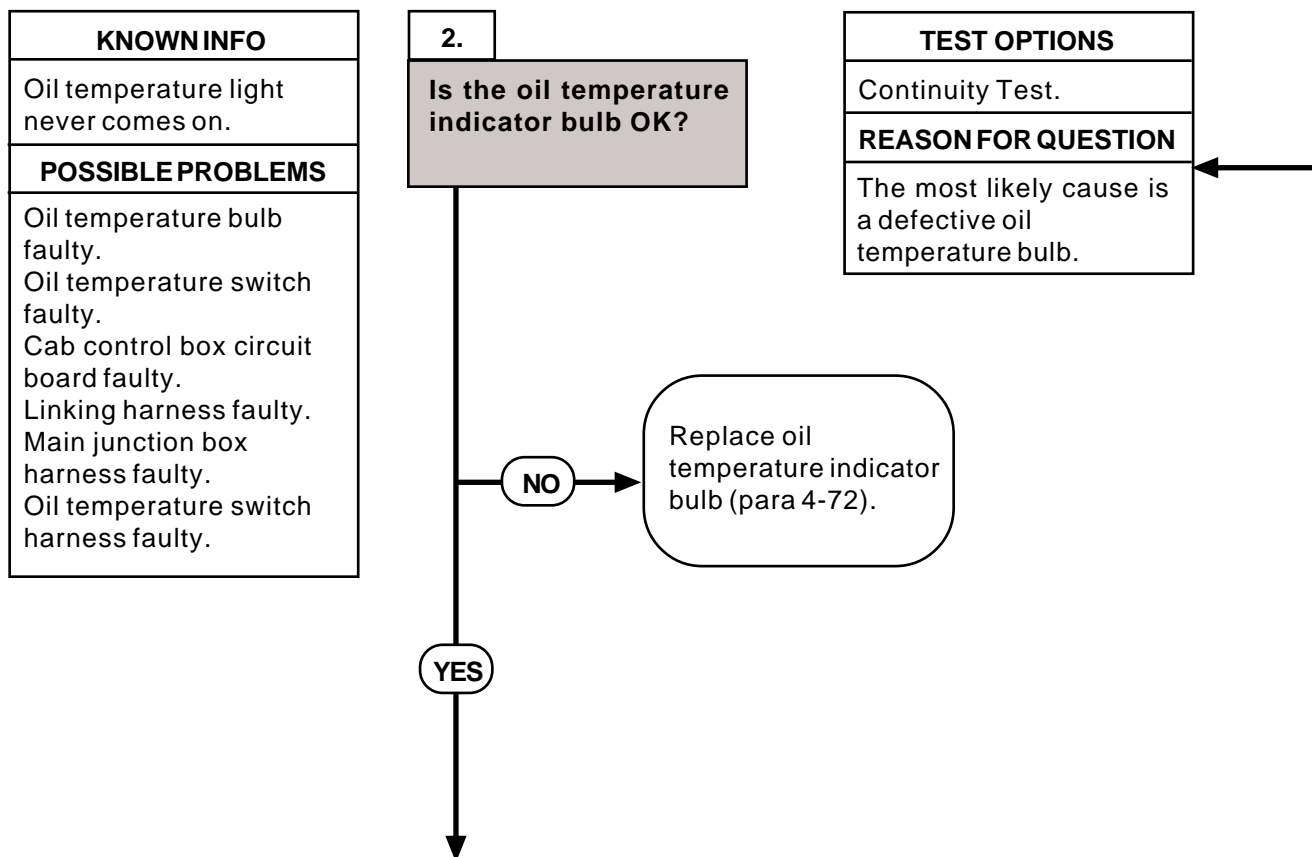 KNOWN INFO
Oil temperature light
never comes on.
POSSIBLE PROBLEMS
Oil temperature bulb
faulty.
Oil temperature switch
faulty.
Cab control box circuit
board faulty.
Linking harness faulty.
Main junction box
harness faulty.
Oil temperature switch
harness faulty.
2.
Is the oil temperature
indicator bulb OK?
TEST OPTIONS
Continuity Test.
REASON FOR QUESTION
The most likely cause is
a defective oil
temperature bulb.
NO
Replace oil
temperature indicator
bulb (para 4-72).
YES